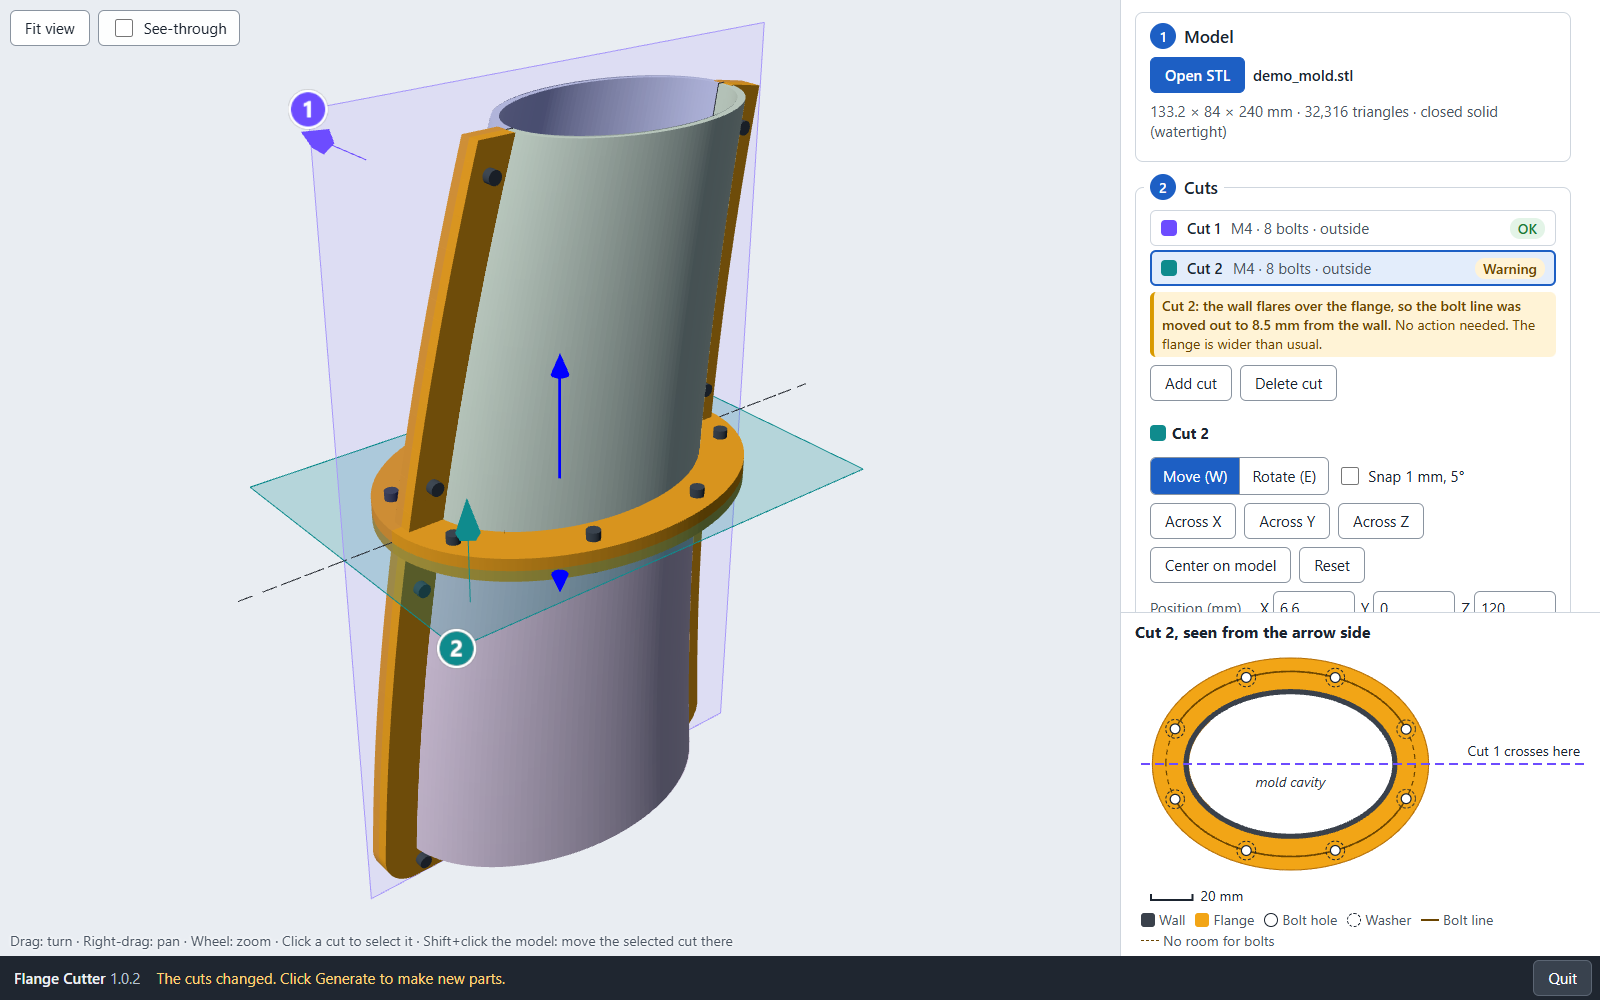 Fit view
See-through
1
2
1 Model
Open STL demo_mold.stl
133.2 × 84 × 240 mm · 32,316 triangles · closed solid
(watertight)
2 Cuts
Cut 1 M4 · 8 bolts · outside OK
Cut 2 M4 · 8 bolts · outside Warning
Cut 2: the wall flares over the flange, so the bolt line was
moved out to 8.5 mm from the wall. No action needed. The
flange is wider than usual.
Add cut Delete cut
Cut 2
Move (W) Rotate (E) Snap 1 mm, 5°
Across X Across Y Across Z
Center on model Reset
Position (mm) X 6.6 Y 0 Z 120
Cut 2, seen from the arrow side
Cut 1 crosses here
mold cavity
20 mm
Wall Flange Bolt hole Washer Bolt line
No room for bolts
Drag: turn · Right-drag: pan · Wheel: zoom · Click a cut to select it · Shift+click the model: move the selected cut there
Flange Cutter 1.0.2 The cuts changed. Click Generate to make new parts. Quit